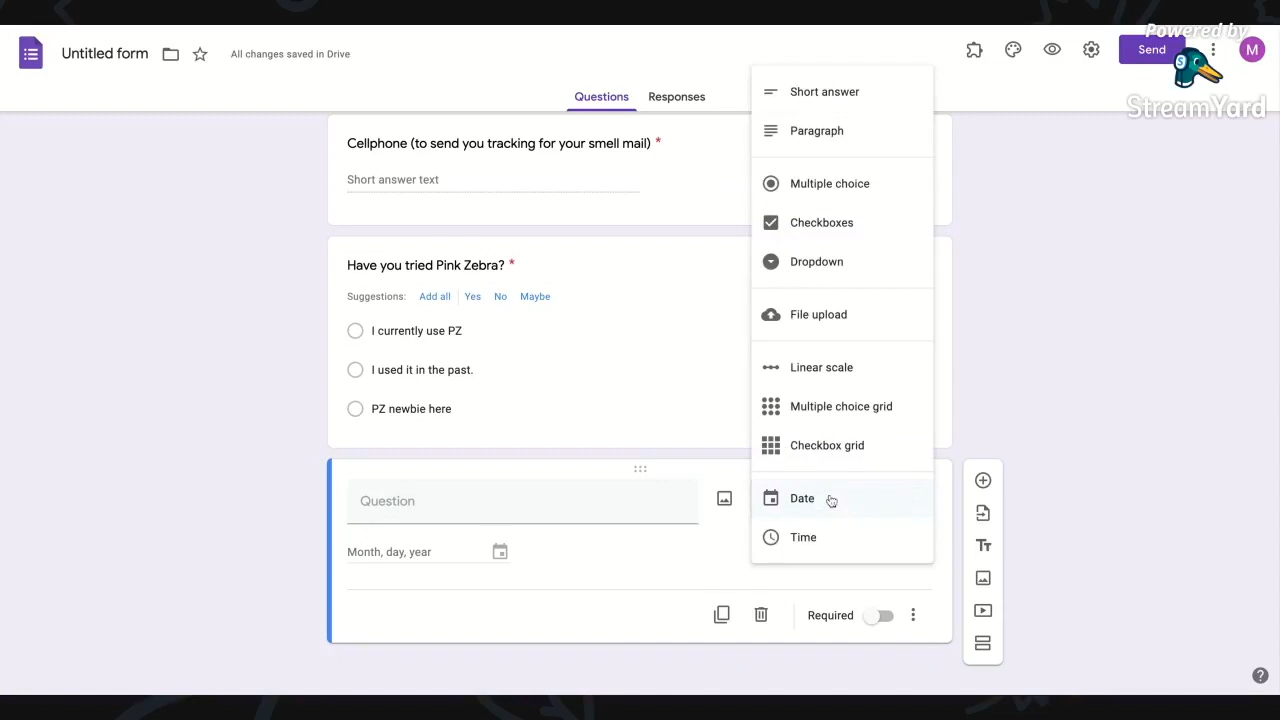 Powered by
StreamYard
Untitled form
All changes saved in Drive
Send
M
Questions
Responses
Cellphone (to send you tracking for your smell mail) *
Short answer text
Have you tried Pink Zebra? *
Suggestions: Add all Yes No Maybe
I currently use PZ
I used it in the past.
PZ newbie here
Question
Month, day, year
Required
Short answer
Paragraph
Multiple choice
Checkboxes
Dropdown
File upload
Linear scale
Multiple choice grid
Checkbox grid
Date
Time
Tт
?